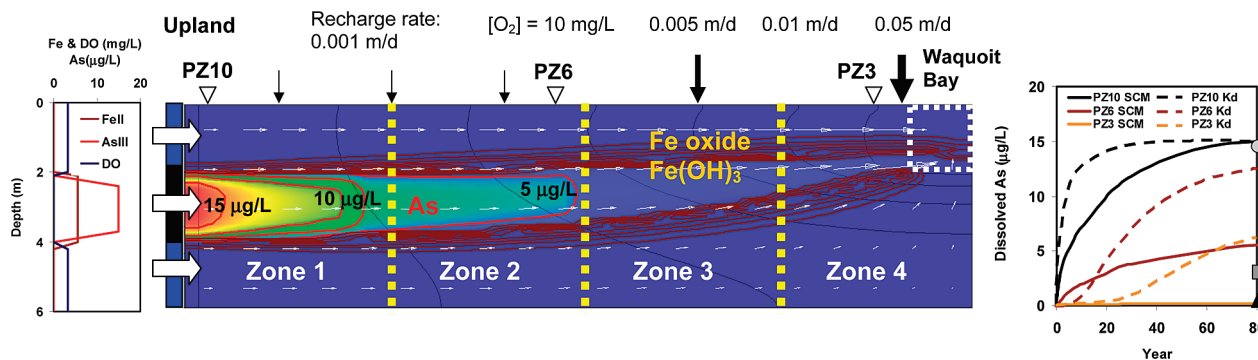 Upland
Recharge rate:
0.001 m/d
[O₂] = 10 mg/L
0.005 m/d
0.01 m/d
0.05 m/d
Waquoit
Bay
PZ10
PZ6
PZ3
Fe & DO (mg/L)
As(µg/L)
0 10 20
0
2
4
6
Depth (m)
FeII
AsIII
DO
15 µg/L
10 µg/L
As
5 µg/L
Fe oxide
Fe(OH)₃
Zone 1
Zone 2
Zone 3
Zone 4
20
15
10
5
0
Dissolved As (µg/L)
PZ10 SCM
PZ10 Kd
PZ6 SCM
PZ6 Kd
PZ3 SCM
PZ3 Kd
0 20 40 60
Year